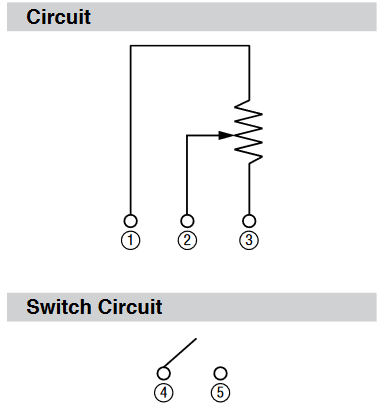 Circuit
① ② ③
Switch Circuit
④ ⑤